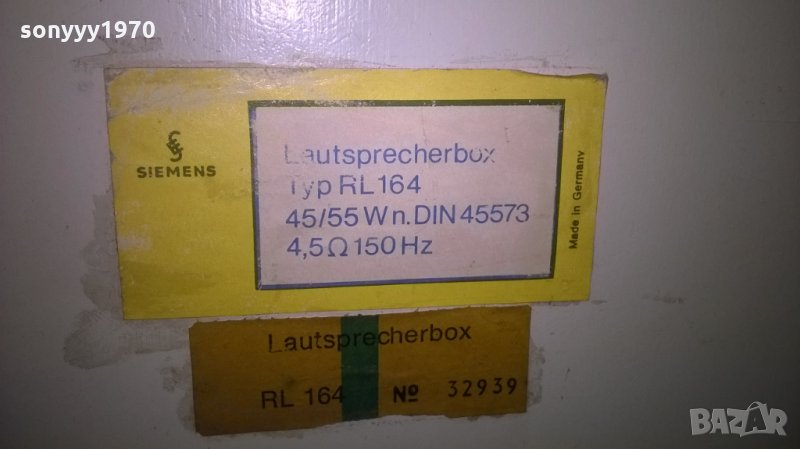 sonyyy1970
SIEMENS
Lautsprecherbox
Typ RL 164
45/55 W n. DIN 45573
4,5 Ω 150 Hz
Made in Germany
Lautsprecherbox
RL 164 № 32939
BAZAR